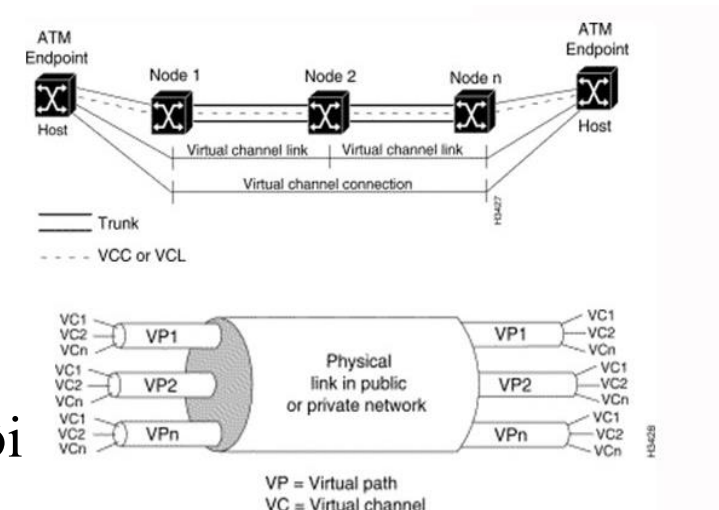 ATM
Endpoint
ATM
Endpoint
Node 1
Node 2
Node n
Host
Host
Virtual channel link
Virtual channel link
Virtual channel connection
H3427
Trunk
VCC or VCL
VC1
VC2
VCn
VP1
VC1
VC2
VCn
VP2
VC1
VC2
VCn
VPn
Physical
link in public
or private network
VP1
VC1
VC2
VCn
VP2
VC1
VC2
VCn
VPn
VC1
VC2
VCn
H3428
pi
VP = Virtual path
VC = Virtual channel